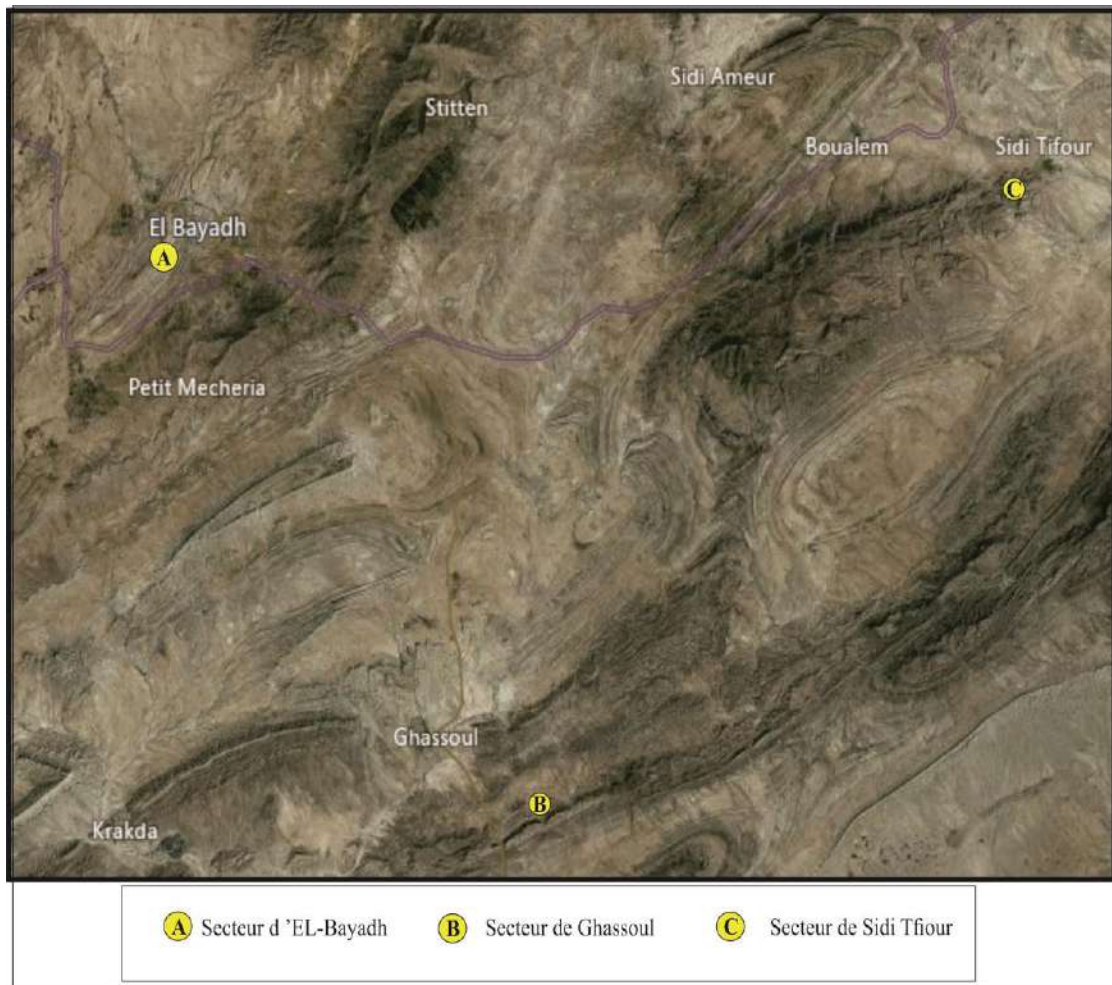 Sidi Ameur
Stitten
Boualem
Sidi Tifour
C
El Bayadh
A
Petit Mecheria
Ghassoul
B
Krakda
A Secteur d 'EL-Bayadh B Secteur de Ghassoul C Secteur de Sidi Tfiour